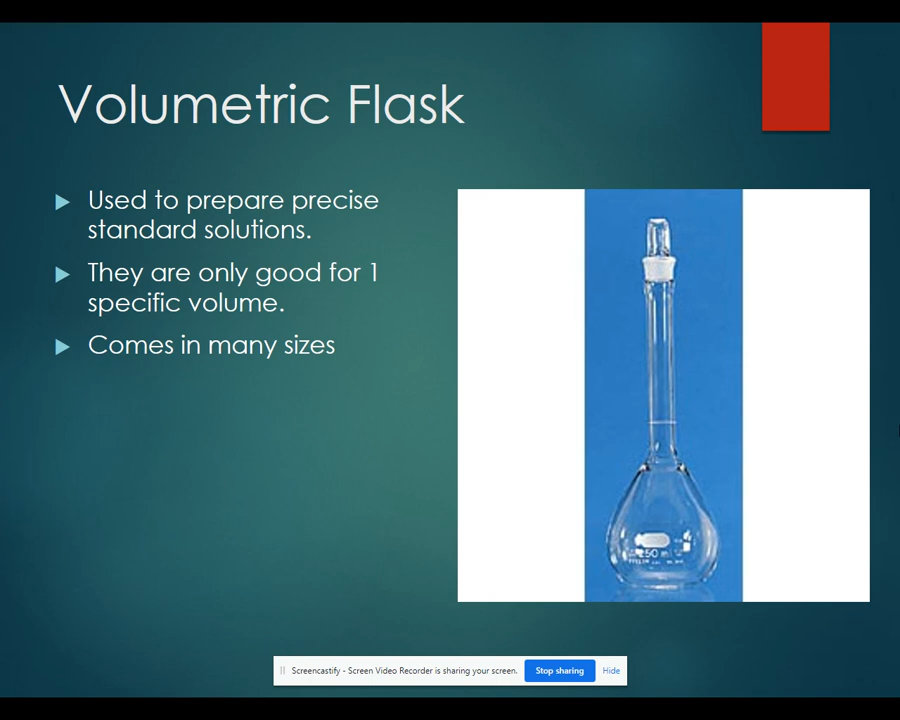 Volumetric Flask
Used to prepare precise
standard solutions.
They are only good for 1
specific volume.
Comes in many sizes
Screencastify - Screen Video Recorder is sharing your screen.
Stop sharing
Hide